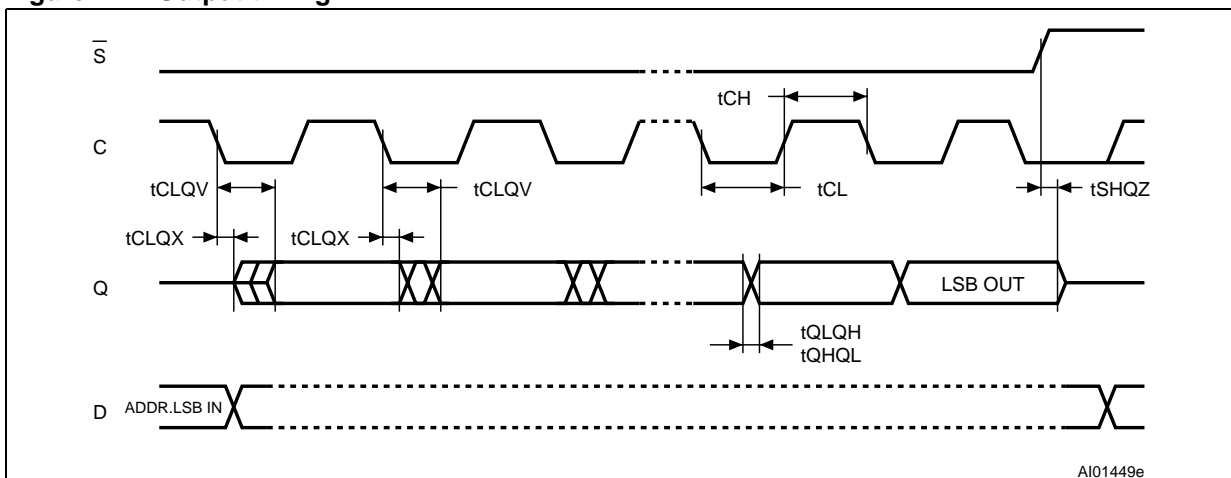 S
tCH
C
tCLQV
tCLQV
tCL
tSHQZ
tCLQX
tCLQX
Q
LSB OUT
tQLQH
tQHQL
D
ADDR.LSB IN
AI01449e